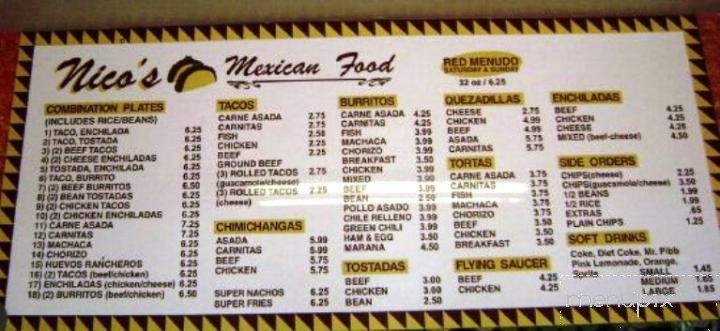 Nico's Mexican Food
RED MENUDO
SATURDAY & SUNDAY
32 oz / 6.25
COMBINATION PLATES
(INCLUDES RICE/BEANS)
1) TACO, ENCHILADA 6.25
2) TACO, TOSTADA 6.25
3) (2) BEEF TACOS 6.25
4) (2) CHEESE ENCHILADAS 6.25
5) TOSTADA, ENCHILADA 6.25
6) TACO, BURRITO 6.25
7) (2) BEEF BURRITOS 6.50
8) (2) BEAN TOSTADAS 6.25
9) (2) CHICKEN TACOS 6.25
10) (2) CHICKEN ENCHILADAS 6.25
11) CARNE ASADA 7.25
12) CARNITAS 7.25
13) MACHACA 6.25
14) CHORIZO 6.25
15) HUEVOS RANCHEROS 6.25
16) (2) TACOS (beef/chicken) 6.25
17) ENCHILADAS (chicken/cheese) 6.25
18) (2) BURRITOS (beef/chicken) 6.50
TACOS
CARNE ASADA 2.75
CARNITAS 2.75
FISH 2.50
CHICKEN 2.25
BEEF 2.25
GROUND BEEF
(3) ROLLED TACOS 2.25
(guacamole/cheese)
(3) ROLLED TACOS 2.25
(cheese)
CHIMICHANGAS
ASADA 5.99
CARNITAS 5.99
BEEF 5.75
CHICKEN 5.75
SUPER NACHOS 6.25
SUPER FRIES 6.25
BURRITOS
CARNE ASADA 4.25
CARNITAS 4.25
FISH 3.99
MACHACA 3.99
CHORIZO 3.99
BREAKFAST 3.50
CHICKEN 3.99
MIXED 3.90
BEEF 3.99
BEAN 2.50
POLLO ASADO 3.99
CHILE RELLENO 3.99
GREEN CHILI 3.99
HAM & EGG 3.50
MARANA 4.50
TOSTADAS
BEEF 3.00
CHICKEN 3.00
BEAN 2.50
QUEZADILLAS
CHEESE 2.75
CHICKEN 4.99
BEEF 4.99
ASADA 5.75
CARNITAS 5.75
TORTAS
CARNE ASADA 3.75
CARNITAS 3.75
FISH 3.75
MACHACA 3.75
CHORIZO 3.75
BEEF 3.50
CHICKEN 3.50
BREAKFAST 3.50
FLYING SAUCER
BEEF 4.25
CHICKEN 4.25
ENCHILADAS
BEEF 4.25
CHICKEN 4.25
CHEESE 4.25
MIXED (beef-cheese) 4.50
SIDE ORDERS
CHIPS(cheese) 2.25
CHIPS(guacamole/cheese) 3.50
1/2 BEANS 1.99
1/2 RICE 1.99
EXTRAS .65
PLAIN CHIPS 1.25
SOFT DRINKS
Coke, Diet Coke, Mr. Pibb
Pink Lemonade, Orange,
SMALL 1.45
MEDIUM 1.65
LARGE 1.85
menupix